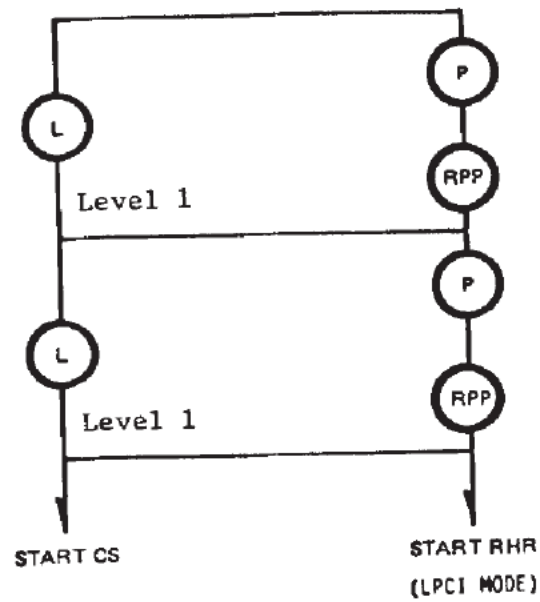 P
L
RPP
Level 1
P
L
RPP
Level 1
START CS
START RHR
(LPCI MODE)